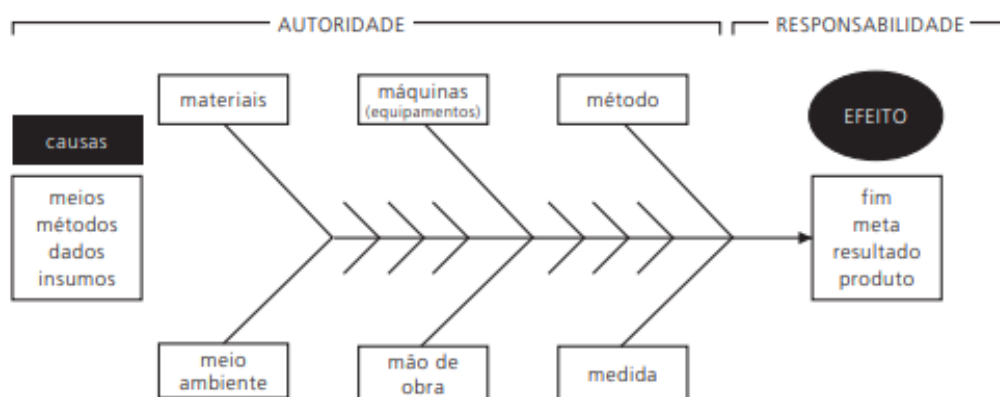 AUTORIDADE
RESPONSABILIDADE
materiais
máquinas
(equipamentos)
método
EFEITO
causas
meios
métodos
dados
insumos
fim
meta
resultado
produto
meio
ambiente
mão de
obra
medida